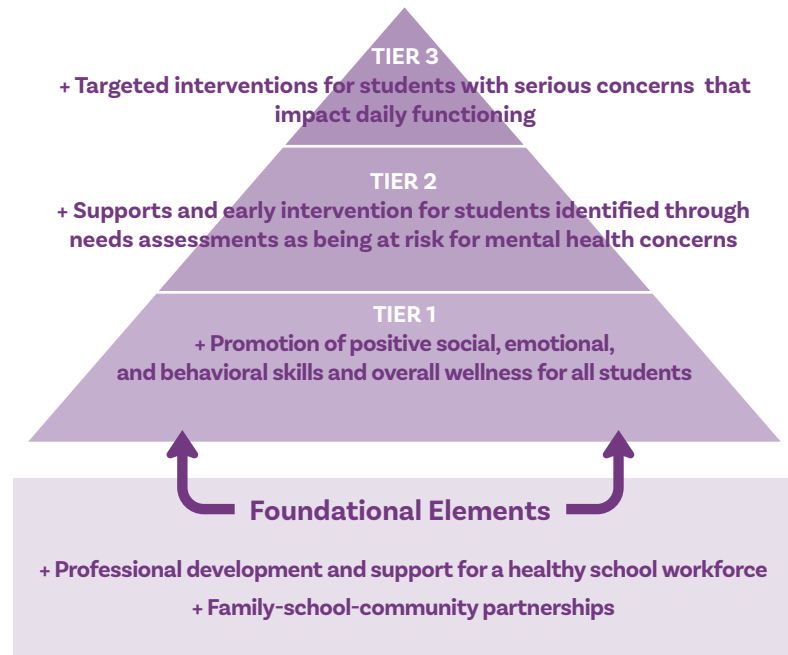 TIER 3
+ Targeted interventions for students with serious concerns that
impact daily functioning
TIER 2
+ Supports and early intervention for students identified through
needs assessments as being at risk for mental health concerns
TIER 1
+ Promotion of positive social, emotional,
and behavioral skills and overall wellness for all students
Foundational Elements
+ Professional development and support for a healthy school workforce
+ Family-school-community partnerships